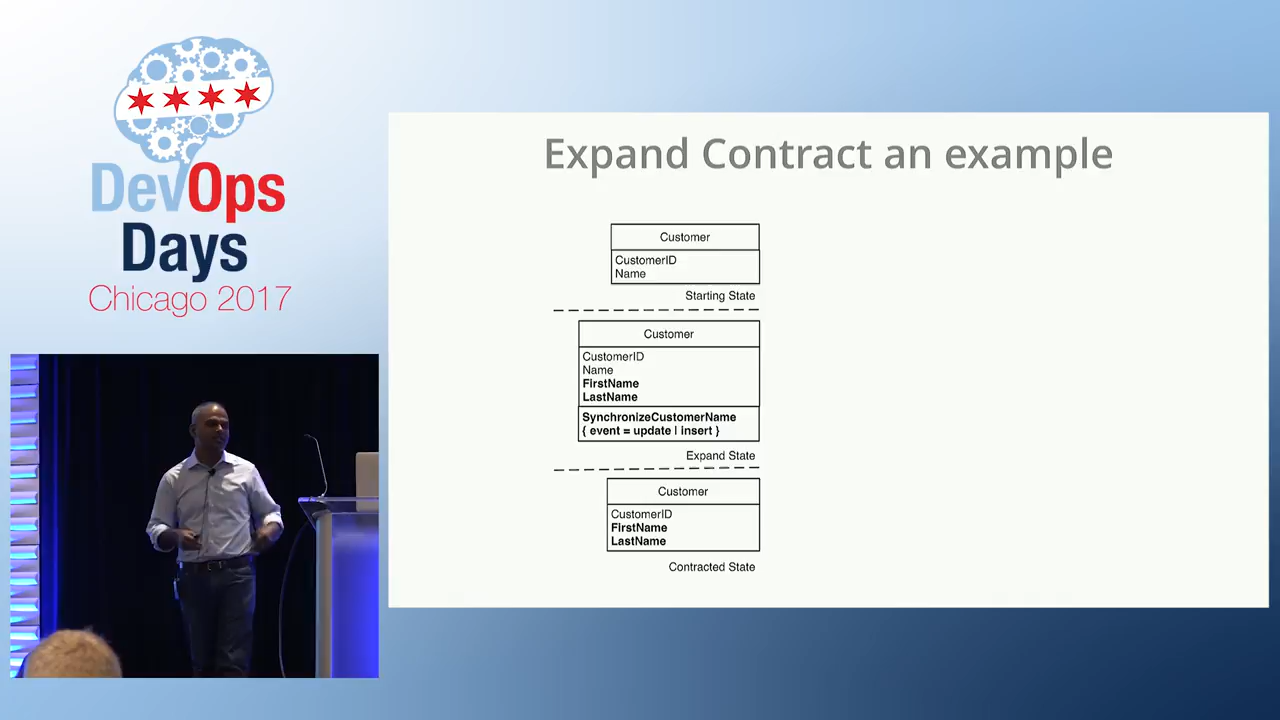 DevOps
Days
Chicago 2017
Expand Contract an example
Customer
CustomerID
Name
Starting State
Customer
CustomerID
Name
FirstName
LastName
SynchronizeCustomerName
{ event = update | insert }
Expand State
Customer
CustomerID
FirstName
LastName
Contracted State